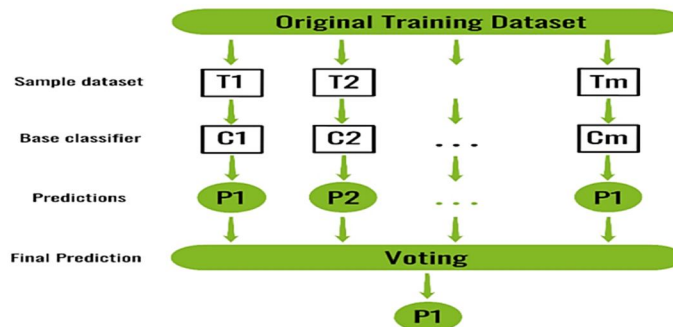 Original Training Dataset
Sample dataset T1 T2 Tm
Base classifier C1 C2 . . . Cm
Predictions P1 P2 . . . P1
Final Prediction Voting
P1